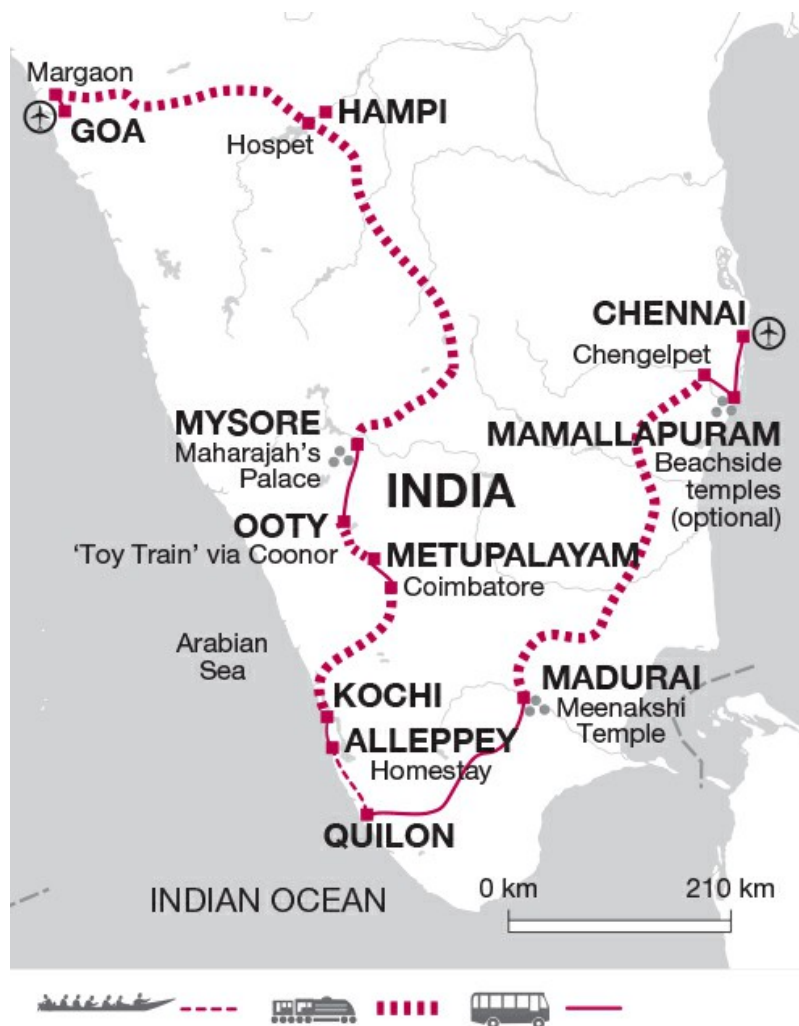 Margaon
GOA
HAMPI
Hospet
CHENNAI
Chengelpet
MYSORE
Maharajah's
Palace
MAMALLAPURAM
Beachside
temples
(optional)
INDIA
OOTY
'Toy Train' via Coonor
METUPALAYAM
Coimbatore
Arabian
Sea
KOCHI
MADURAI
Meenakshi
Temple
ALLEPPEY
Homestay
QUILON
INDIAN OCEAN
0 km 210 km